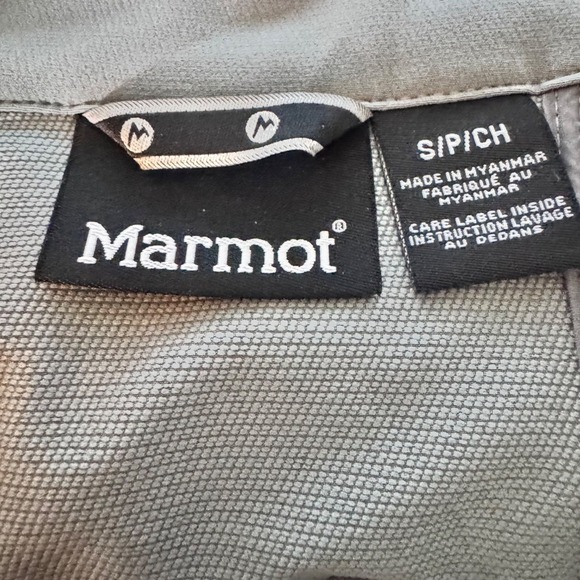 Marmot®
S/P/CH
MADE IN MYANMAR
FABRIQUÉ AU
MYANMAR
CARE LABEL INSIDE
INSTRUCTION LAVAGE
AU DEDANS